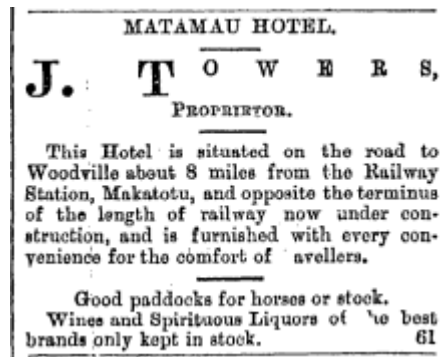 MATAMAU HOTEL.
J. TOWERS,
PROPRIETOR.
This Hotel is situated on the road to
Woodville about 8 miles from the Railway
Station, Makatotu, and opposite the terminus
of the length of railway now under con-
struction, and is furnished with every con-
venience for the comfort of avellers.
Good paddocks for horses or stock.
Wines and Spirituous Liquors of he best
brands only kept in stock. 61